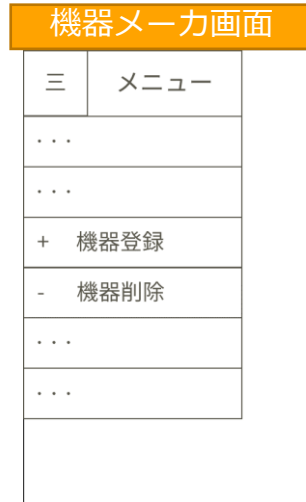 機器メーカ画面
三 メニュー
・・・
・・・
+ 機器登録
- 機器削除
・・・
・・・